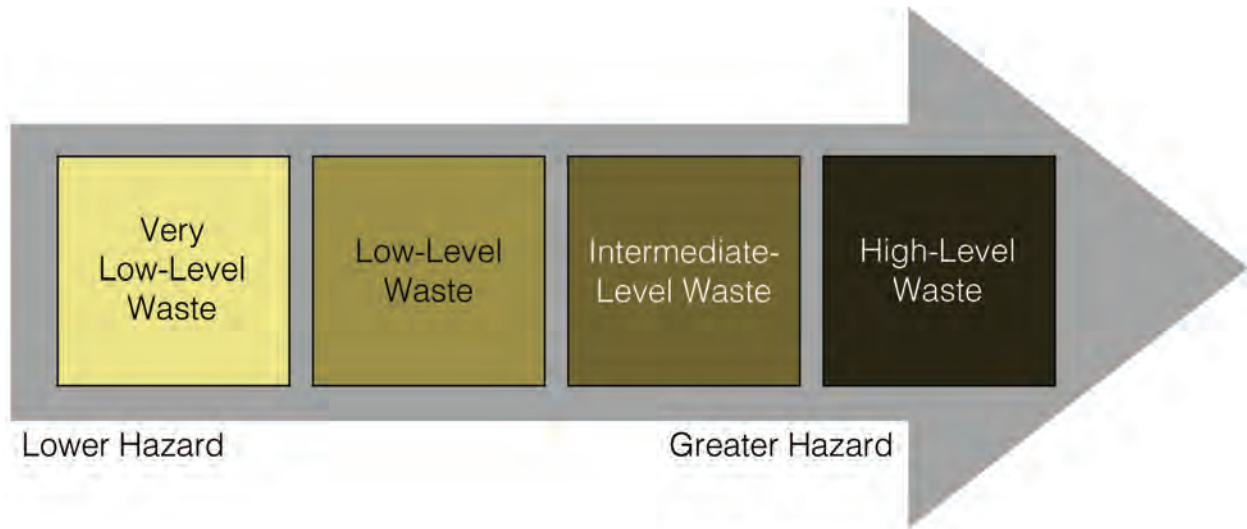 Very
Low-Level
Waste
Low-Level
Waste
Intermediate-
Level Waste
High-Level
Waste
Lower Hazard
Greater Hazard